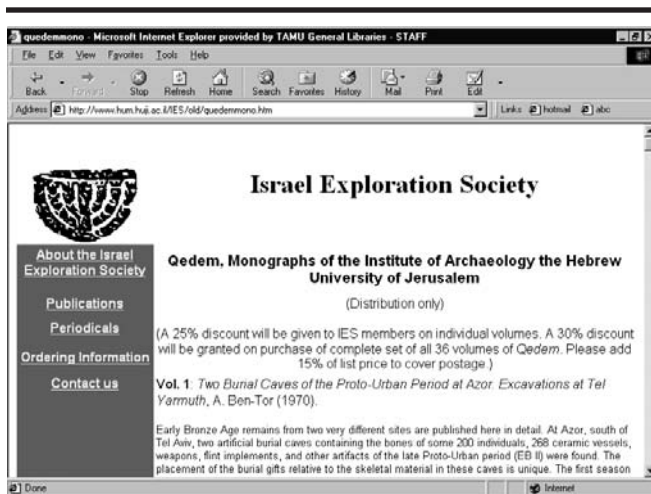 quedemmono - Microsoft Internet Explorer provided by TAMU General Libraries - STAFF
File Edit View Favorites Tools Help
Back Forward Stop Refresh Home Search Favorites History Mail Print Edit
Address http://www.hum.huji.ac.il/IES/old/quedemmono.htm Links hotmail abc
Israel Exploration Society
About the Israel
Exploration Society
Publications
Periodicals
Ordering Information
Contact us
Qedem, Monographs of the Institute of Archaeology the Hebrew
University of Jerusalem
(Distribution only)
(A 25% discount will be given to IES members on individual volumes. A 30% discount
will be granted on purchase of complete set of all 36 volumes of Qedem. Please add
15% of list price to cover postage.)
Vol. 1: Two Burial Caves of the Proto-Urban Period at Azor. Excavations at Tel
Yarmuth, A. Ben-Tor (1970).
Early Bronze Age remains from two very different sites are published here in detail. At Azor, south of
Tel Aviv, two artificial burial caves containing the bones of some 200 individuals, 268 ceramic vessels,
weapons, flint implements, and other artifacts of the late Proto-Urban period (EB II) were found. The
placement of the burial gifts relative to the skeletal material in these caves is unique. The first season
Done Internet